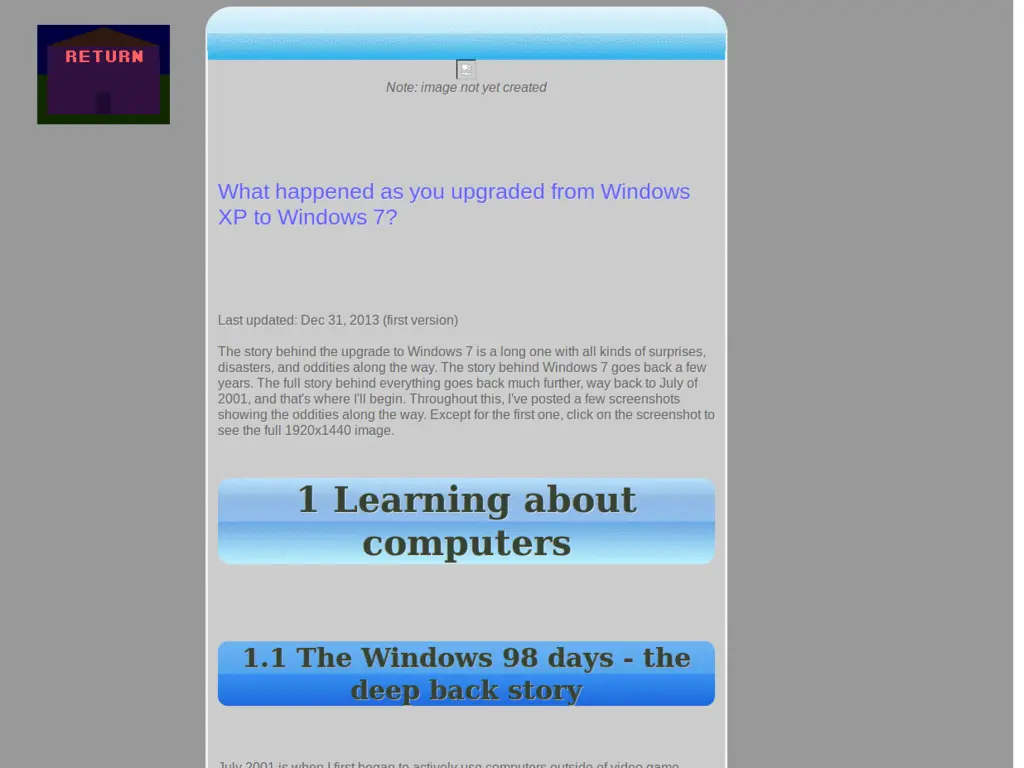 RETURN
Note: image not yet created
What happened as you upgraded from Windows
XP to Windows 7?
Last updated: Dec 31, 2013 (first version)
The story behind the upgrade to Windows 7 is a long one with all kinds of surprises,
disasters, and oddities along the way. The story behind Windows 7 goes back a few
years. The full story behind everything goes back much further, way back to July of
2001, and that's where I'll begin. Throughout this, I've posted a few screenshots
showing the oddities along the way. Except for the first one, click on the screenshot to
see the full 1920x1440 image.
1 Learning about
computers
1.1 The Windows 98 days - the
deep back story
July 2001 is when I first began to actively use computers outside of video game